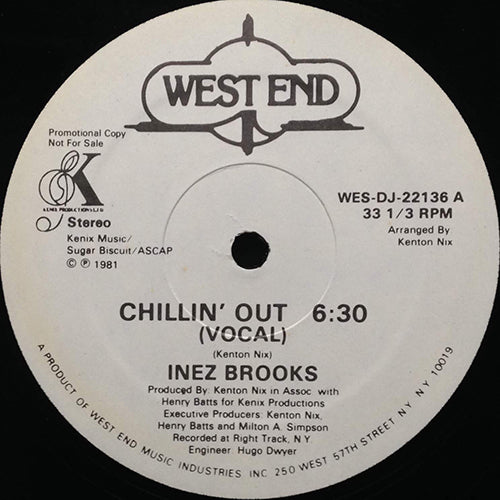 WEST END
Promotional Copy
Not For Sale
K
A KENIX PRODUCTIONS LTD
Stereo
Kenix Music/
Sugar Biscuit/ASCAP
© ℗ 1981
WES-DJ-22136 A
33 1/3 RPM
Arranged By
Kenton Nix
CHILLIN' OUT 6:30
(VOCAL)
(Kenton Nix)
INEZ BROOKS
Produced By: Kenton Nix in Assoc. with
Henry Batts for Kenix Productions
Executive Producers: Kenton Nix,
Henry Batts and Milton A. Simpson
Recorded at Right Track, N.Y.
Engineer: Hugo Dwyer
A PRODUCT OF WEST END MUSIC INDUSTRIES INC 250 WEST 57TH STREET NY, NY 10019